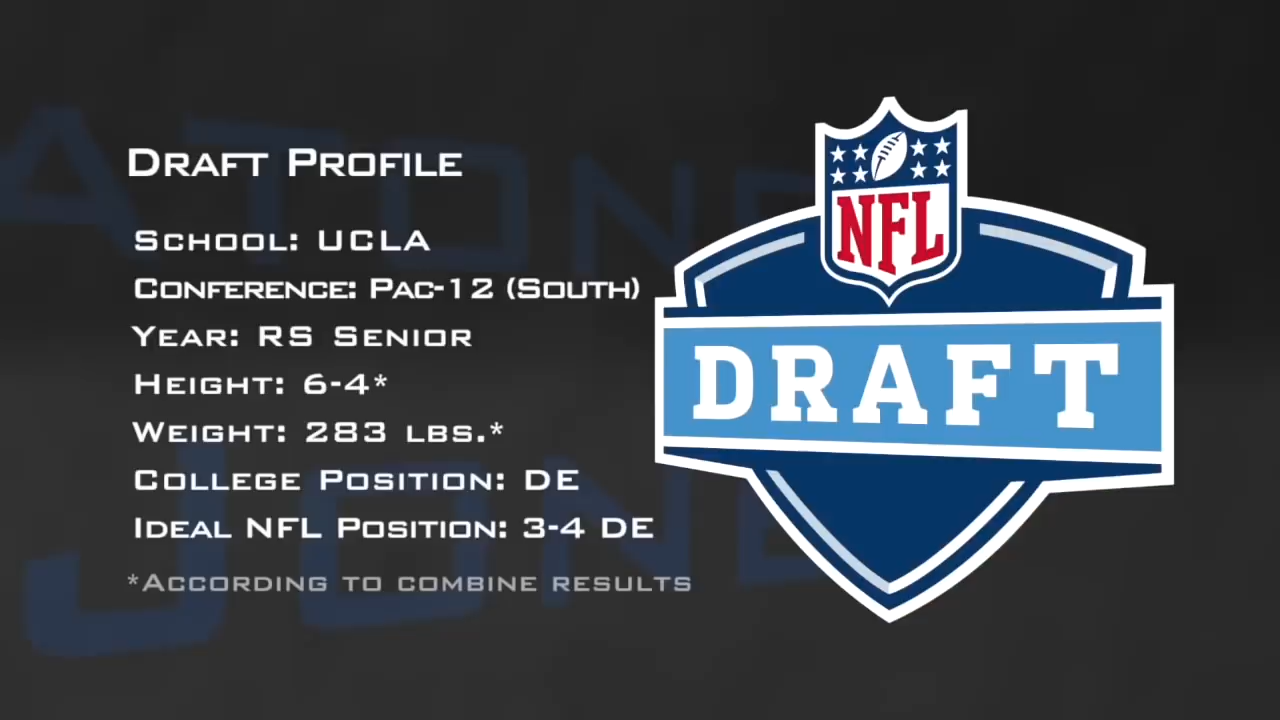 Draft Profile
School: UCLA
Conference: Pac-12 (South)
Year: RS Senior
Height: 6-4*
Weight: 283 lbs.*
College Position: DE
Ideal NFL Position: 3-4 DE
*According to combine results
NFL
DRAFT